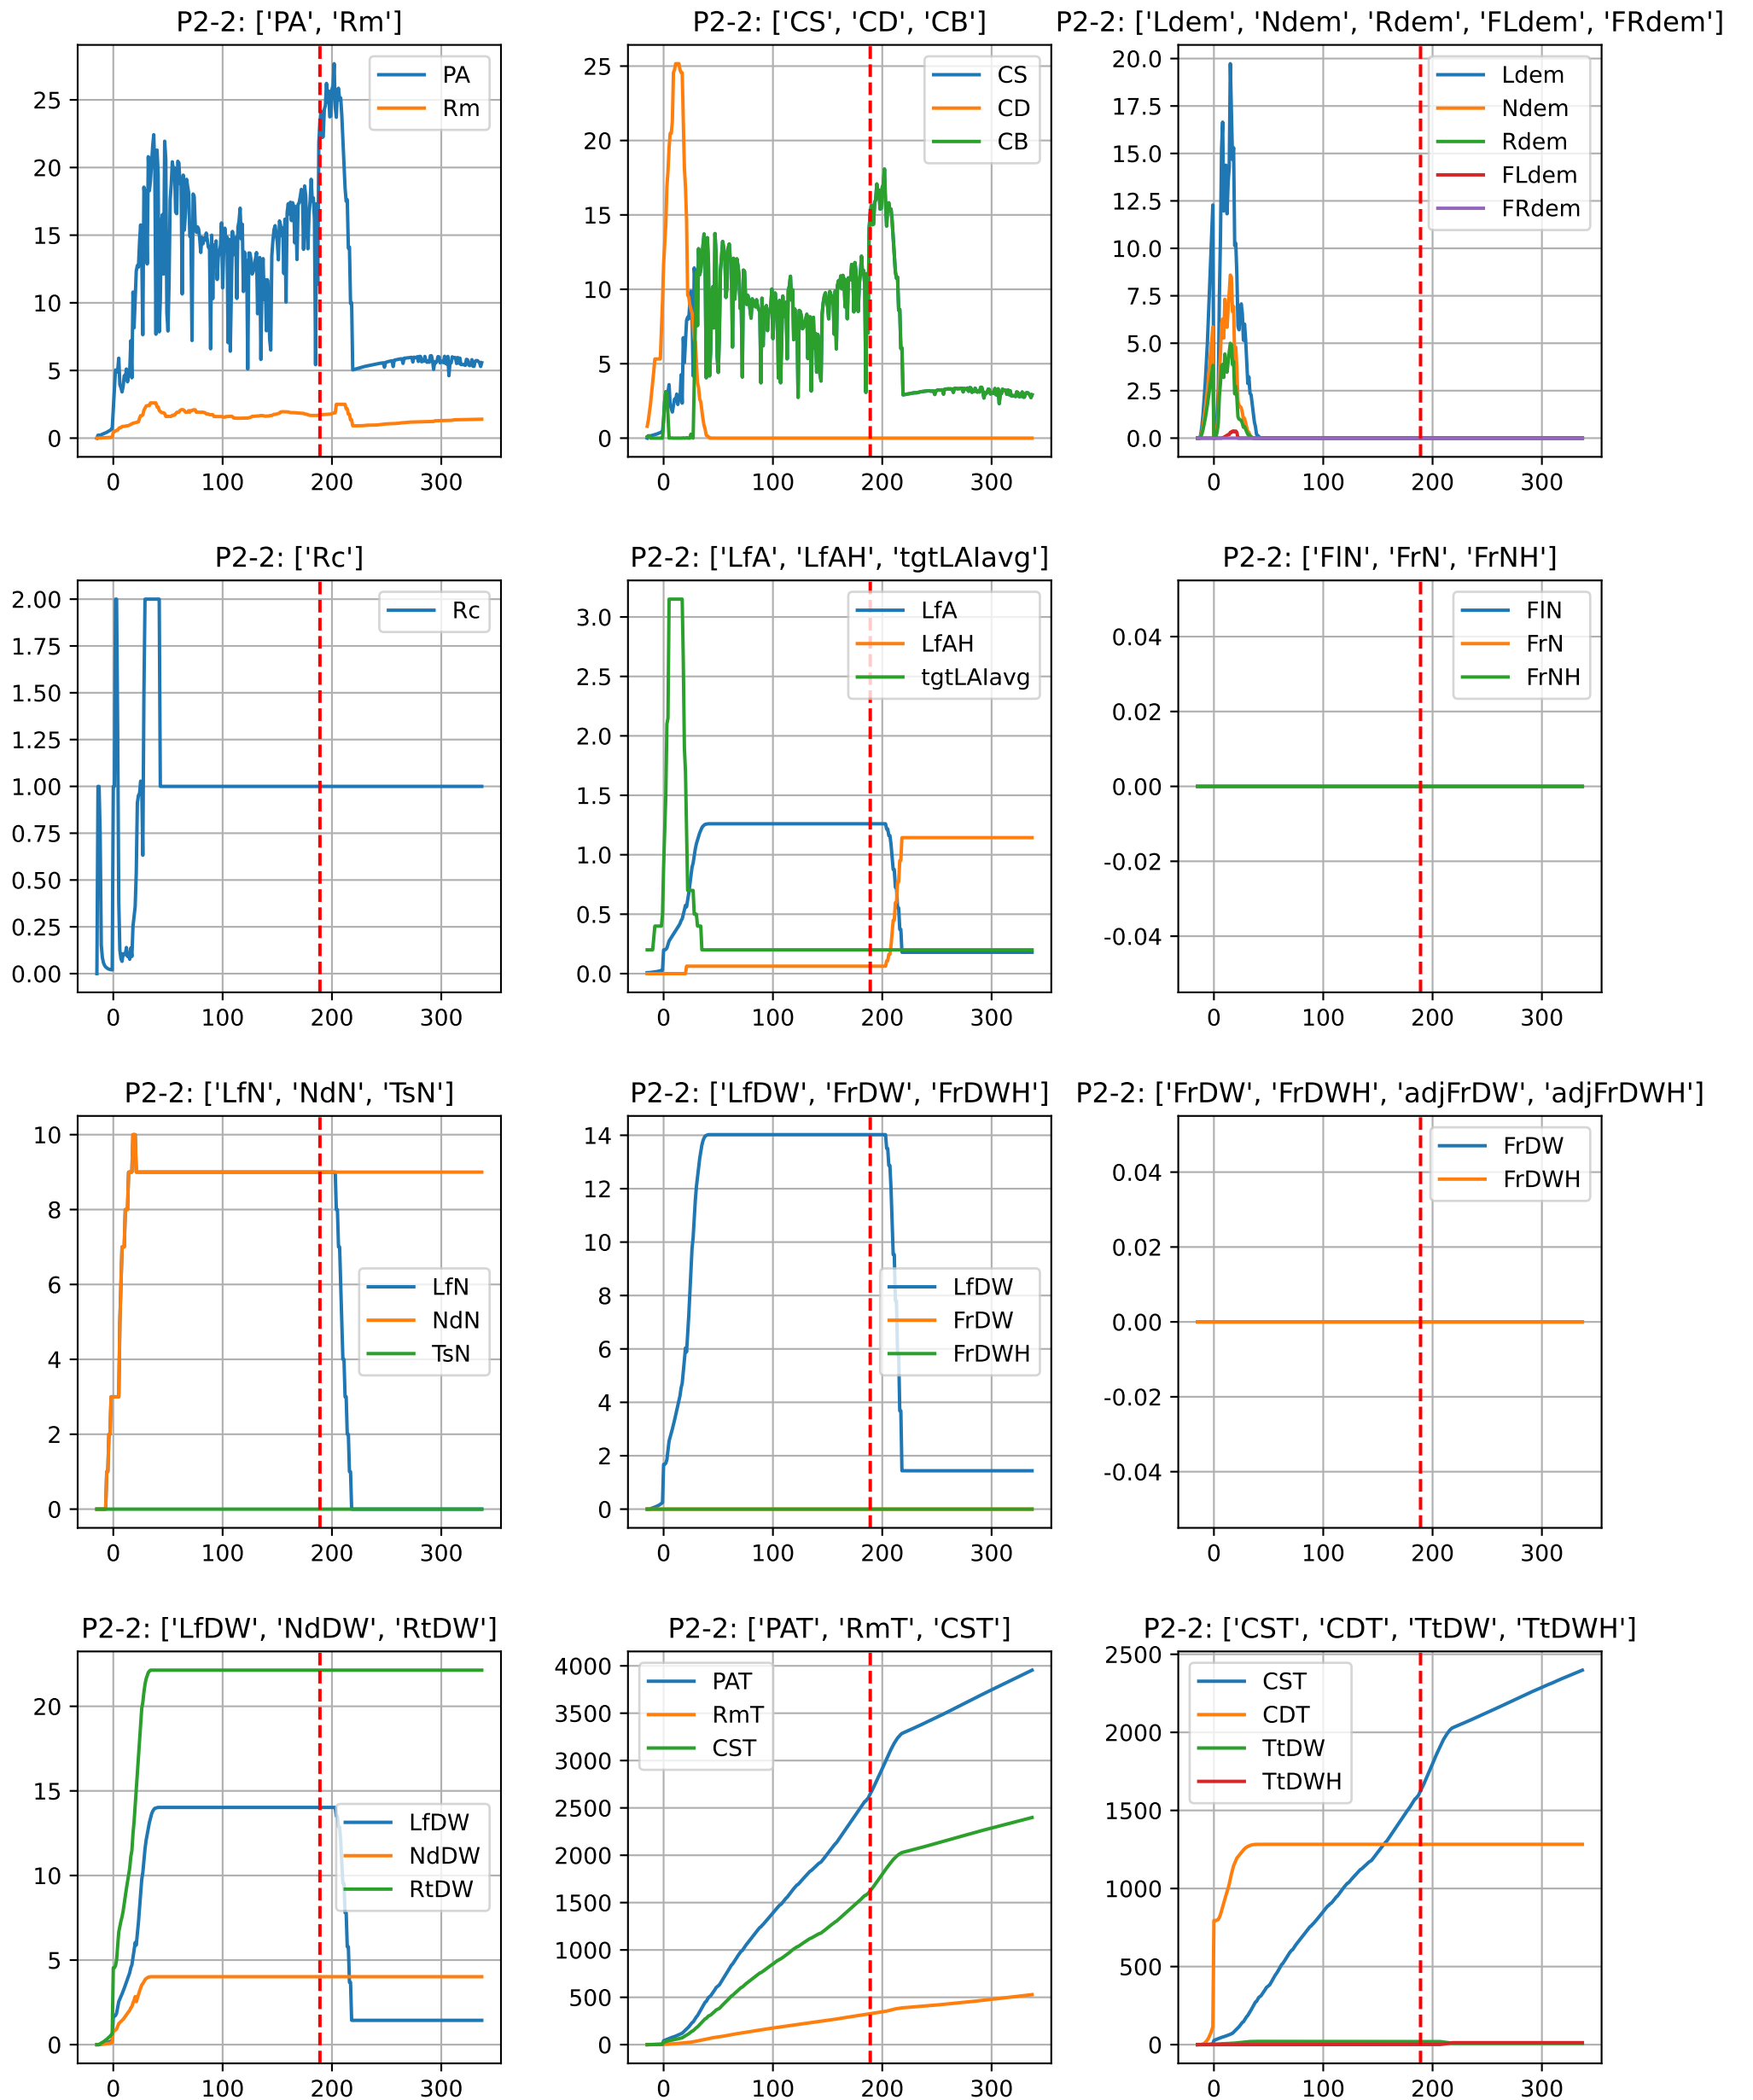 P2-2: ['PA', 'Rm']
25
20
15
10
5
0
0 100 200 300
PA
Rm
P2-2: ['CS', 'CD', 'CB']
25
20
15
10
5
0
0 100 200 300
CS
CD
CB
P2-2: ['Ldem', 'Ndem', 'Rdem', 'FLdem', 'FRdem']
20.0
17.5
15.0
12.5
10.0
7.5
5.0
2.5
0.0
0 100 200 300
Ldem
Ndem
Rdem
FLdem
FRdem
P2-2: ['Rc']
2.00
1.75
1.50
1.25
1.00
0.75
0.50
0.25
0.00
0 100 200 300
Rc
P2-2: ['LfA', 'LfAH', 'tgtLAIavg']
3.0
2.5
2.0
1.5
1.0
0.5
0.0
0 100 200 300
LfA
LfAH
tgtLAIavg
P2-2: ['FlN', 'FrN', 'FrNH']
0.04
0.02
0.00
-0.02
-0.04
0 100 200 300
FlN
FrN
FrNH
P2-2: ['LfN', 'NdN', 'TsN']
10
8
6
4
2
0
0 100 200 300
LfN
NdN
TsN
P2-2: ['LfDW', 'FrDW', 'FrDWH']
14
12
10
8
6
4
2
0
0 100 200 300
LfDW
FrDW
FrDWH
P2-2: ['FrDW', 'FrDWH', 'adjFrDW', 'adjFrDWH']
0.04
0.02
0.00
-0.02
-0.04
0 100 200 300
FrDW
FrDWH
P2-2: ['LfDW', 'NdDW', 'RtDW']
20
15
10
5
0
0 100 200 300
LfDW
NdDW
RtDW
P2-2: ['PAT', 'RmT', 'CST']
4000
3500
3000
2500
2000
1500
1000
500
0
0 100 200 300
PAT
RmT
CST
P2-2: ['CST', 'CDT', 'TtDW', 'TtDWH']
2500
2000
1500
1000
500
0
0 100 200 300
CST
CDT
TtDW
TtDWH